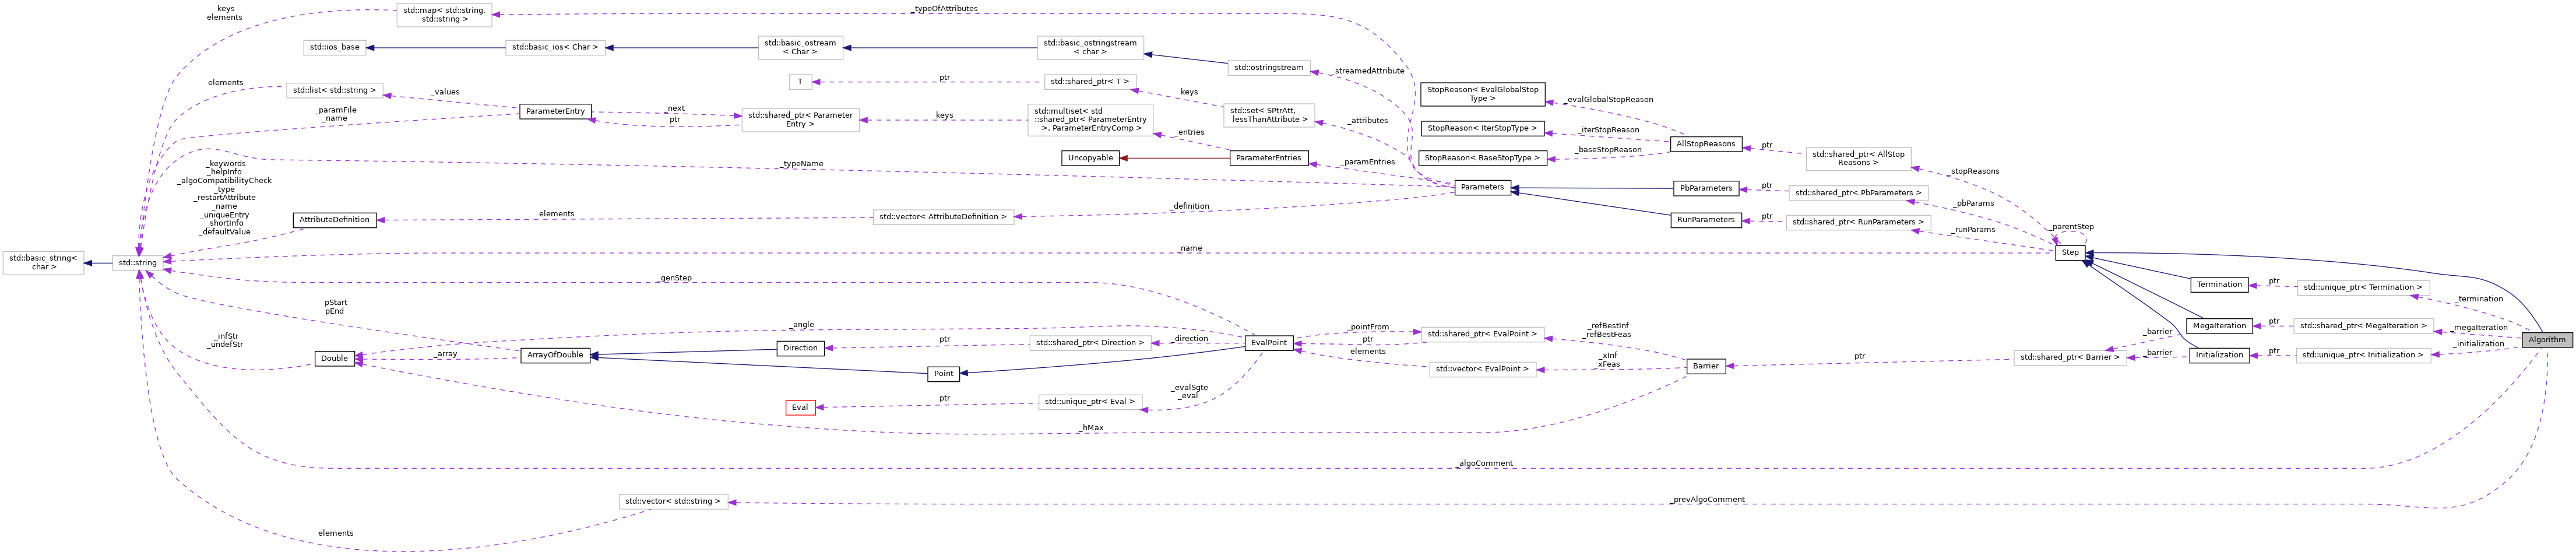 keys
elements
std::map< std::string,
std::string >
_typeOfAttributes
std::ios_base
std::basic_ios< Char >
std::basic_ostream
< Char >
std::basic_ostringstream
< char >
std::ostringstream
_streamedAttribute
elements
std::list< std::string >
_values
T
ptr
std::shared_ptr< T >
keys
std::set< SPtrAtt,
lessThanAttribute >
_attributes
StopReason< EvalGlobalStop
Type >
_evalGlobalStopReason
_paramFile
_name
ParameterEntry
_next
ptr
std::shared_ptr< Parameter
Entry >
keys
std::multiset< std
::shared_ptr< ParameterEntry
>, ParameterEntryComp >
_entries
StopReason< IterStopType >
_iterStopReason
AllStopReasons
ptr
std::shared_ptr< AllStop
Reasons >
_stopReasons
StopReason< BaseStopType >
_baseStopReason
Uncopyable
ParameterEntries
_paramEntries
_typeName
Parameters
PbParameters
ptr
std::shared_ptr< PbParameters >
_pbParams
_keywords
_helpInfo
_algoCompatibilityCheck
_type
_restartAttribute
_name
_uniqueEntry
_shortInfo
_defaultValue
AttributeDefinition
elements
std::vector< AttributeDefinition >
_definition
RunParameters
ptr
std::shared_ptr< RunParameters >
_runParams
_parentStep
Step
std::basic_string<
char >
std::string
_name
_genStep
Termination
ptr
std::unique_ptr< Termination >
_termination
pStart
pEnd
_angle
_infStr
_undefStr
Double
_array
ArrayOfDouble
Direction
ptr
std::shared_ptr< Direction >
_direction
EvalPoint
_pointFrom
ptr
elements
std::shared_ptr< EvalPoint >
_refBestInf
_refBestFeas
std::vector< EvalPoint >
_xInf
_xFeas
Barrier
ptr
std::shared_ptr< Barrier >
_barrier
_barrier
MegaIteration
ptr
std::shared_ptr< MegaIteration >
_megaIteration
Initialization
ptr
std::unique_ptr< Initialization >
_initialization
Algorithm
Point
Eval
ptr
std::unique_ptr< Eval >
_evalSgte
_eval
_hMax
_algoComment
std::vector< std::string >
_prevAlgoComment
elements